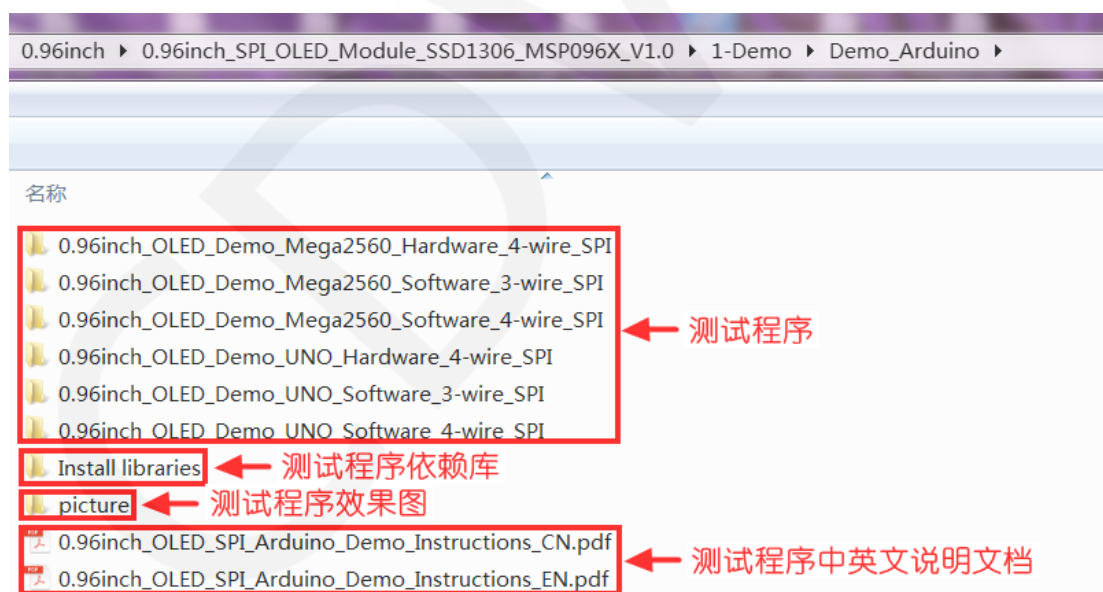 0.96inch ▸ 0.96inch_SPI_OLED_Module_SSD1306_MSP096X_V1.0 ▸ 1-Demo ▸ Demo_Arduino ▸
名称
0.96inch_OLED_Demo_Mega2560_Hardware_4-wire_SPI
0.96inch_OLED_Demo_Mega2560_Software_3-wire_SPI
0.96inch_OLED_Demo_Mega2560_Software_4-wire_SPI
测试程序
0.96inch_OLED_Demo_UNO_Hardware_4-wire_SPI
0.96inch_OLED_Demo_UNO_Software_3-wire_SPI
0.96inch_OLED_Demo_UNO_Software_4-wire_SPI
Install libraries 测试程序依赖库
picture 测试程序效果图
0.96inch_OLED_SPI_Arduino_Demo_Instructions_CN.pdf
测试程序中英文说明文档
0.96inch_OLED_SPI_Arduino_Demo_Instructions_EN.pdf